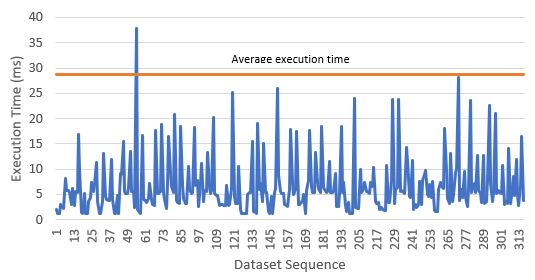 40
35
30
25
20
15
10
5
0
Execution Time (ms)
Average execution time
1 13 25 37 49 61 73 85 97 109 121 133 145 157 169 181 193 205 217 229 241 253 265 277 289 301 313
Dataset Sequence